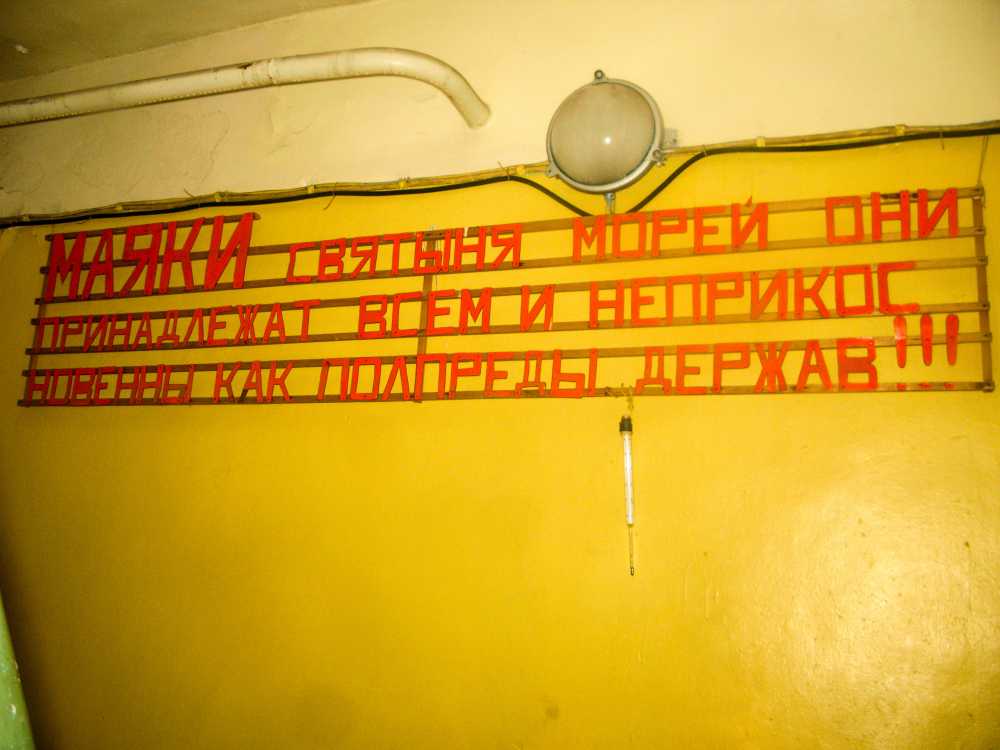 МАЯКИ СВЯТЫНЯ МОРЕЙ ОНИ
ПРИНАДЛЕЖАТ ВСЕМ И НЕПРИКОС
НОВЕННЫ КАК ПОЛПРЕДЫ ДЕРЖАВ!!!